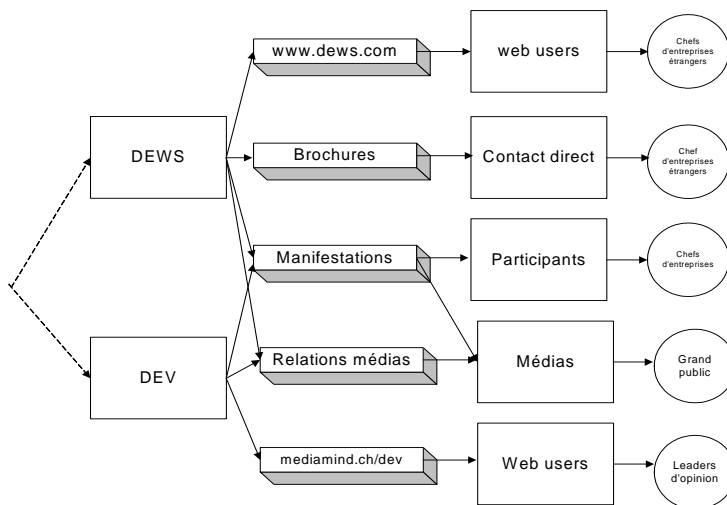 www.dews.com
web users
Chefs
d'entreprises
étrangers
DEWS
Brochures
Contact direct
Chef
d'entreprises
étrangers
Manifestations
Participants
Chefs
d'entreprises
DEV
Relations médias
Médias
Grand
public
mediamind.ch/dev
Web users
Leaders
d'opinion